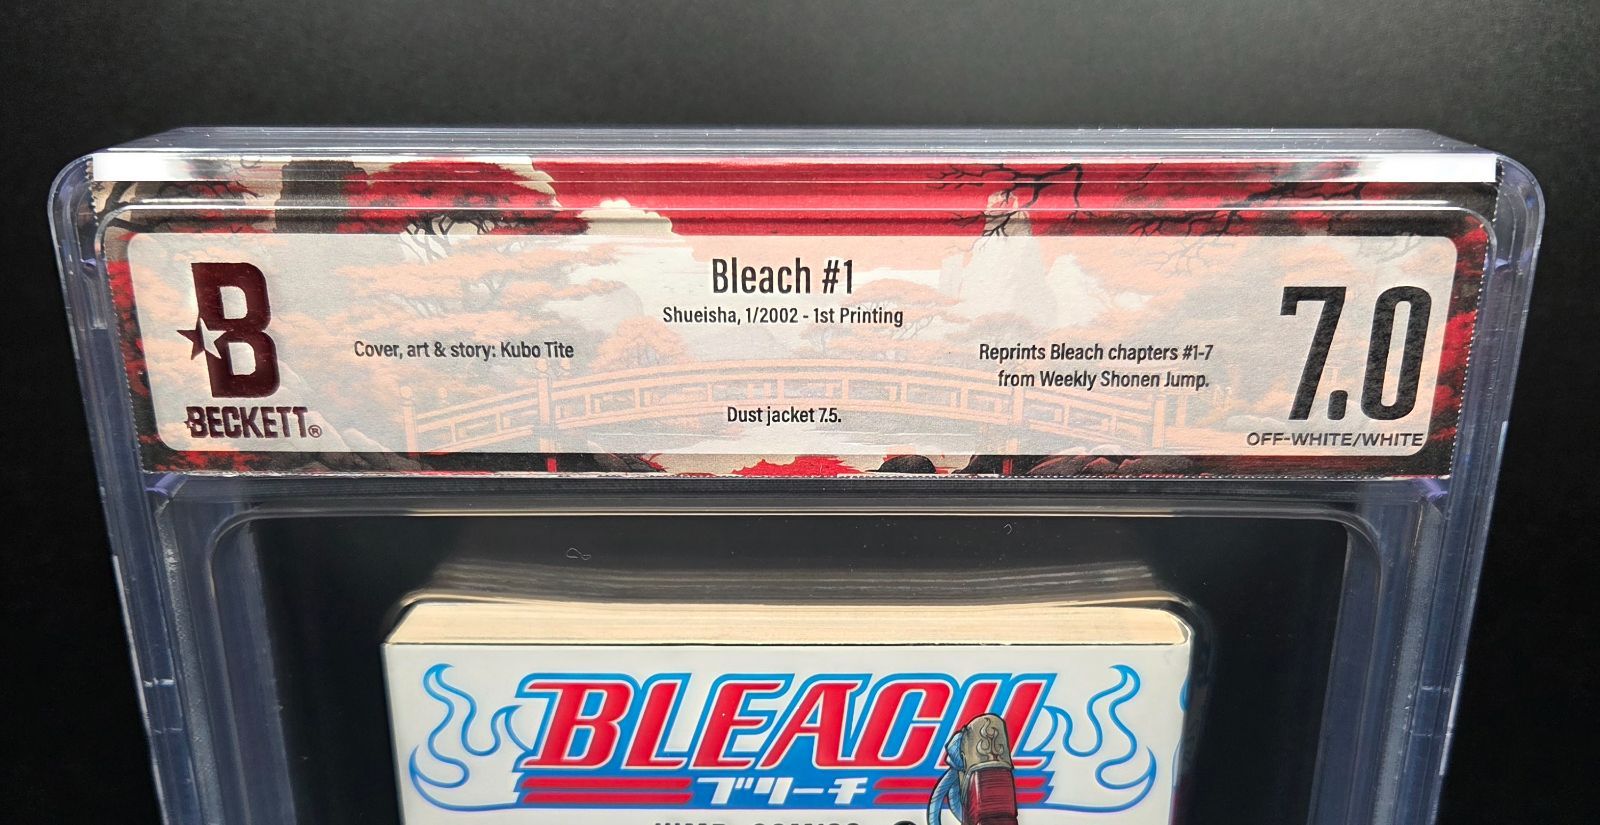 Bleach #1
Shueisha, 1/2002 - 1st Printing
Cover, art & story: Kubo Tite
Reprints Bleach chapters #1-7
from Weekly Shonen Jump.
Dust jacket 7.5.
B
BECKETT®
7.0
OFF-WHITE/WHITE
BLEACH
ブリーチ